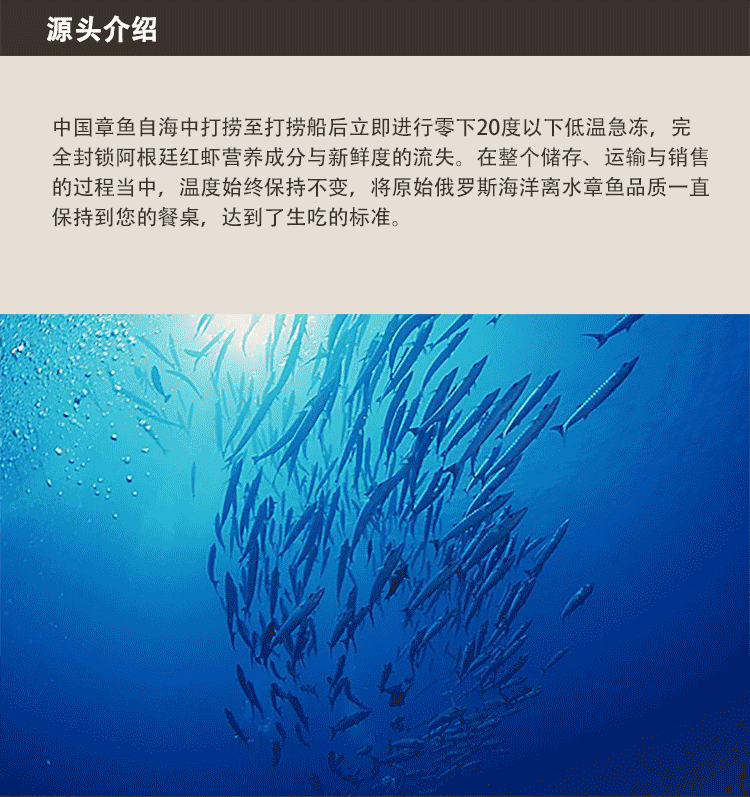 源头介绍
中国章鱼自海中打捞至打捞船后立即进行零下20度以下低温急冻，完
全封锁阿根廷红虾营养成分与新鲜度的流失。在整个储存、运输与销售
的过程当中，温度始终保持不变，将原始俄罗斯海洋离水章鱼品质一直
保持到您的餐桌，达到了生吃的标准。